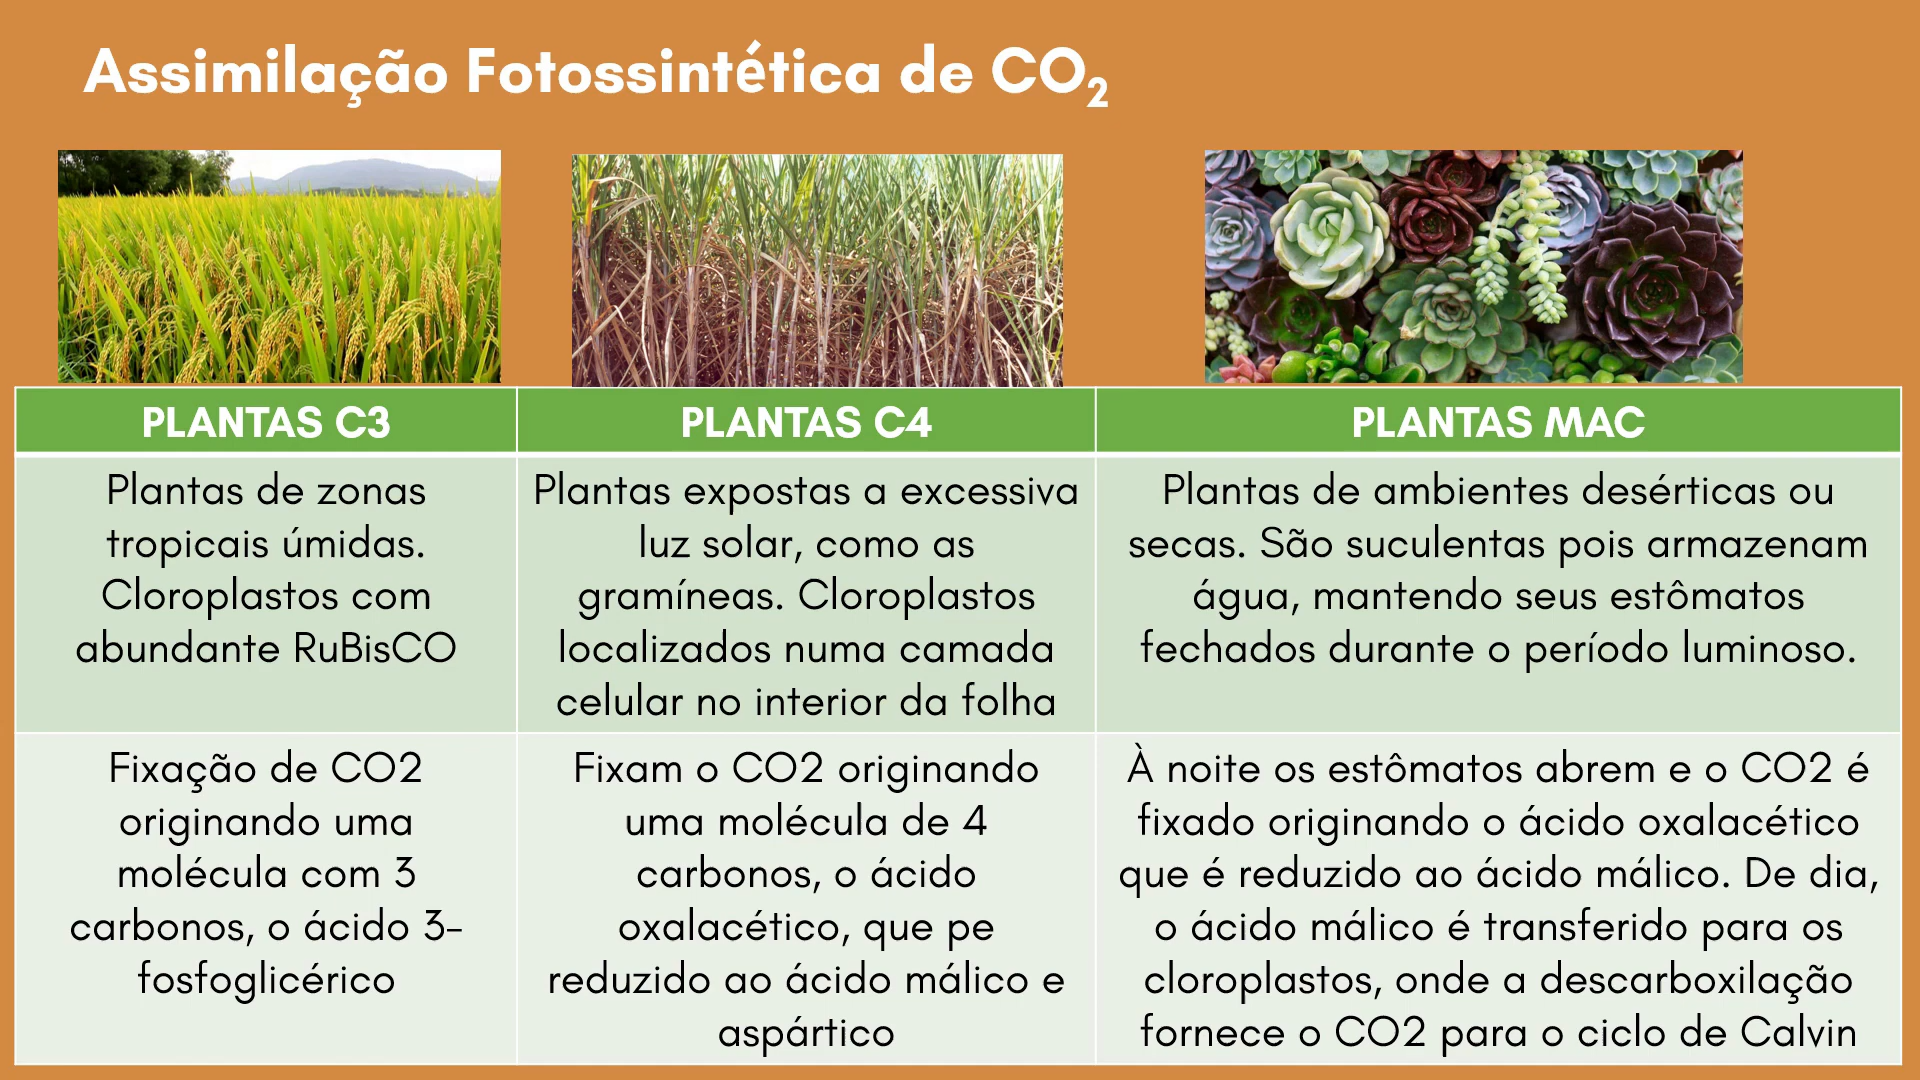 Assimilação Fotossintética de CO₂
PLANTAS C3
Plantas de zonas
tropicais úmidas.
Cloroplastos com
abundante RuBisCO
Fixação de CO2
originando uma
molécula com 3
carbonos, o ácido 3-
fosfoglicérico
PLANTAS C4
Plantas expostas a excessiva
luz solar, como as
gramíneas. Cloroplastos
localizados numa camada
celular no interior da folha
Fixam o CO2 originando
uma molécula de 4
carbonos, o ácido
oxalacético, que pe
reduzido ao ácido málico e
aspártico
PLANTAS MAC
Plantas de ambientes desérticas ou
secas. São suculentas pois armazenam
água, mantendo seus estômatos
fechados durante o período luminoso.
À noite os estômatos abrem e o CO2 é
fixado originando o ácido oxalacético
que é reduzido ao ácido málico. De dia,
o ácido málico é transferido para os
cloroplastos, onde a descarboxilação
fornece o CO2 para o ciclo de Calvin